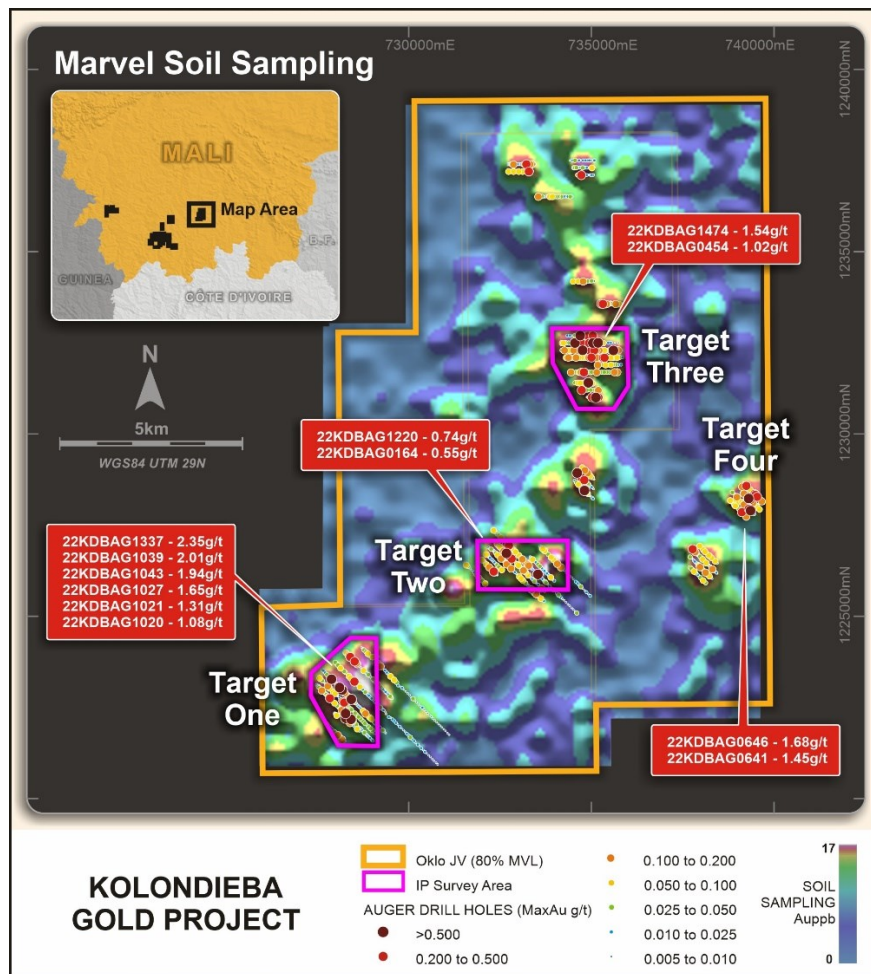 730000mE
735000mE
740000mE
Marvel Soil Sampling
1240000mN
MALI
Map Area
B.F.
GUINEA
CÔTE D'IVOIRE
1235000mN
22KDBAG1474 - 1.54g/t
22KDBAG0454 - 1.02g/t
Target
Three
N
5km
WGS84 UTM 29N
1230000mN
22KDBAG1220 - 0.74g/t
22KDBAG0164 - 0.55g/t
Target
Four
22KDBAG1337 - 2.35g/t
22KDBAG1039 - 2.01g/t
22KDBAG1043 - 1.94g/t
22KDBAG1027 - 1.65g/t
22KDBAG1021 - 1.31g/t
22KDBAG1020 - 1.08g/t
Target
Two
1225000mN
Target
One
22KDBAG0646 - 1.68g/t
22KDBAG0641 - 1.45g/t
KOLONDIEBA
GOLD PROJECT
Oklo JV (80% MVL)
IP Survey Area
AUGER DRILL HOLES (MaxAu g/t)
>0.500
0.200 to 0.500
0.100 to 0.200
0.050 to 0.100
0.025 to 0.050
0.010 to 0.025
0.005 to 0.010
17
SOIL
SAMPLING
Auppb
0